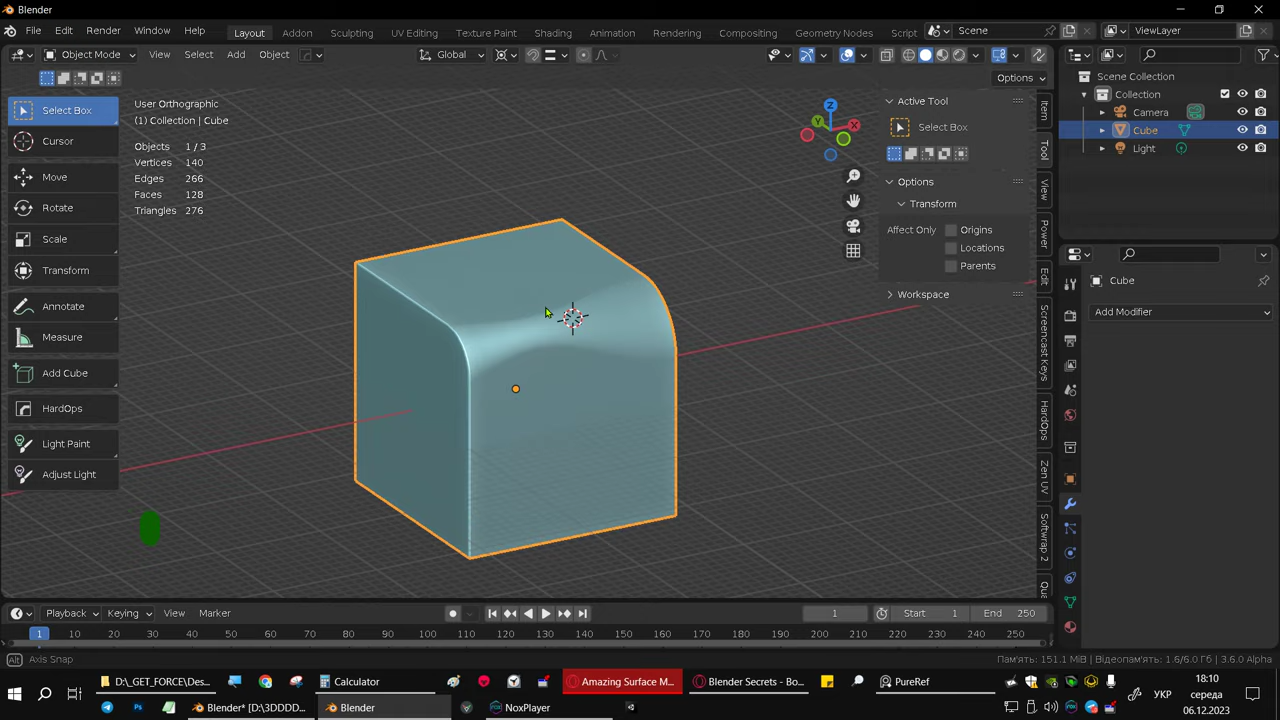 Blender
File Edit Render Window Help Layout Addon Sculpting UV Editing Texture Paint Shading Animation Rendering Compositing Geometry Nodes Script Scene ViewLayer
Object Mode View Select Add Object Global
Options
Select Box
Cursor
Move
Rotate
Scale
Transform
Annotate
Measure
Add Cube
HardOps
Light Paint
Adjust Light
User Orthographic
(1) Collection | Cube
Objects 1 / 3
Vertices 140
Edges 266
Faces 128
Triangles 276
Z
Y
X
Active Tool
Select Box
Options
Transform
Affect Only Origins
Locations
Parents
Workspace
Item
Tool
View
Power
Edit
Screencast Keys
HardOps
Zen UV
Softwrap 2
Qua
Scene Collection
Collection
Camera
Cube
Light
Cube
Add Modifier
Playback Keying View Marker 1 Start 1 End 250
1 10 20 30 40 50 60 70 80 90 100 110 120 130 140 150 160 170 180 190 200 210 220 230 240 250
Alt Axis Snap Пам'ять: 151.1 MiB | Відеопам'ять: 1.6/6.0 Гб | 3.6.0 Alpha
D:\_GET_FORCE\Des... Calculator Amazing Surface M... Blender Secrets - Bo... PureRef
Blender* [D:\3DDDD... Blender NoxPlayer
УКР
18:10
середа
06.12.2023